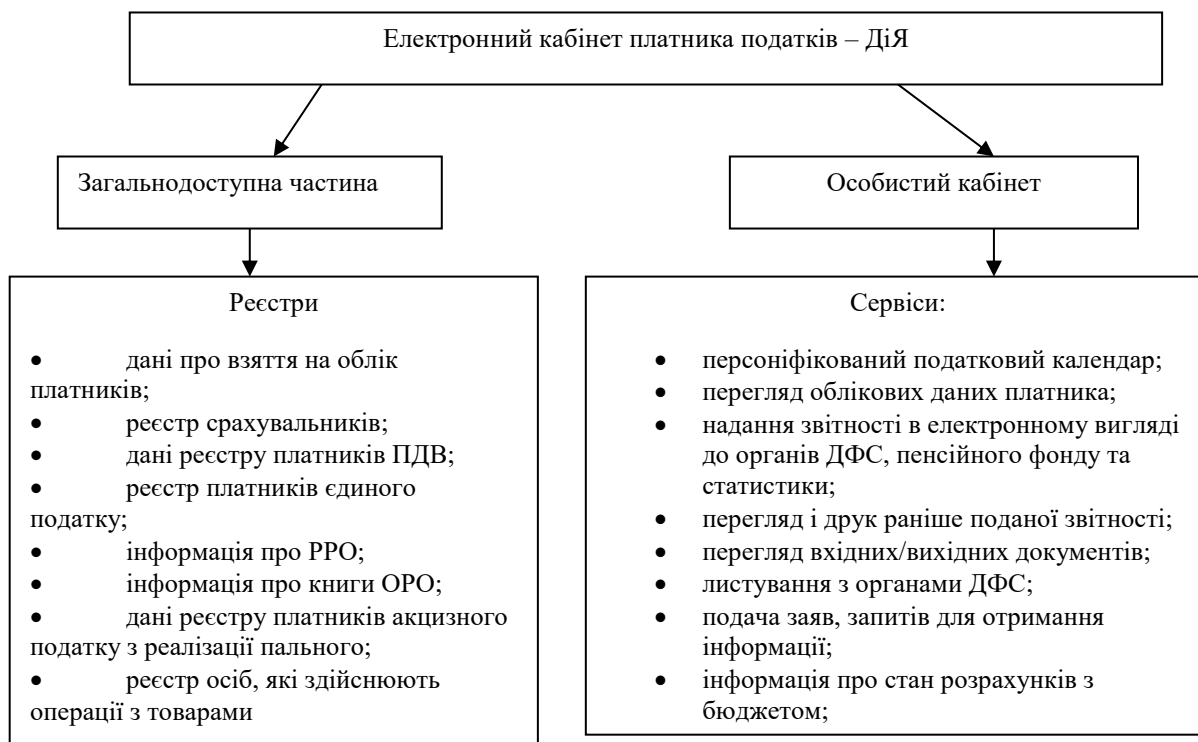 Електронний кабінет платника податків – ДіЯ
Загальнодоступна частина
Особистий кабінет
Реєстри
• дані про взяття на облік
платників;
• реєстр срахувальників;
• дані реєстру платників ПДВ;
• реєстр платників єдиного
податку;
• інформація про РРО;
• інформація про книги ОРО;
• дані реєстру платників акцизного
податку з реалізації пального;
• реєстр осіб, які здійснюють
операції з товарами
Сервіси:
• персоніфікований податковий календар;
• перегляд облікових даних платника;
• надання звітності в електронному вигляді
до органів ДФС, пенсійного фонду та
статистики;
• перегляд і друк раніше поданої звітності;
• перегляд вхідних/вихідних документів;
• листування з органами ДФС;
• подача заяв, запитів для отримання
інформації;
• інформація про стан розрахунків з
бюджетом;